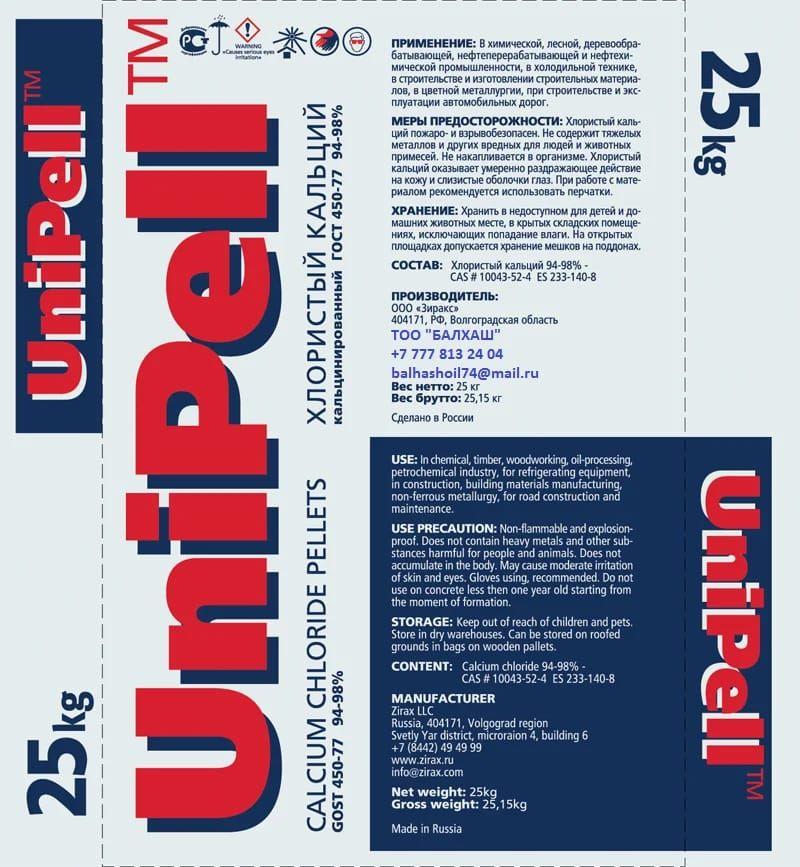 UniPell™
25kg
UniPell™
ХЛОРИСТЫЙ КАЛЬЦИЙ
кальцинированный ГОСТ 450-77 94-98%
CALCIUM CHLORIDE PELLETS
GOST 450-77 94-98%
РСТ
WARNING
«Causes serious eyes
irritation!»
ПРИМЕНЕНИЕ: В химической, лесной, деревообра-
батывающей, нефтеперерабатывающей и нефтехи-
мической промышленности, в холодильной технике,
в строительстве и изготовлении строительных материа-
лов, в цветной металлургии, при строительстве и экс-
плуатации автомобильных дорог.
МЕРЫ ПРЕДОСТОРОЖНОСТИ: Хлористый каль-
ций пожаро- и взрывобезопасен. Не содержит тяжелых
металлов и других вредных для людей и животных
примесей. Не накапливается в организме. Хлористый
кальций оказывает умеренно раздражающее действие
на кожу и слизистые оболочки глаз. При работе с мате-
риалом рекомендуется использовать перчатки.
ХРАНЕНИЕ: Хранить в недоступном для детей и до-
машних животных месте, в крытых складских помеще-
ниях, исключающих попадание влаги. На открытых
площадках допускается хранение мешков на поддонах.
СОСТАВ: Хлористый кальций 94-98% -
CAS # 10043-52-4 ES 233-140-8
ПРОИЗВОДИТЕЛЬ:
ООО «Зиракс»
404171, РФ, Волгоградская область
ТОО "БАЛХАШ"
+7 777 813 24 04
balhashoil74@mail.ru
Вес нетто: 25 кг
Вес брутто: 25,15 кг
Сделано в России
USE: In chemical, timber, woodworking, oil-processing,
petrochemical industry, for refrigerating equipment,
in construction, building materials manufacturing,
non-ferrous metallurgy, for road construction and
maintenance.
USE PRECAUTION: Non-flammable and explosion-
proof. Does not contain heavy metals and other sub-
stances harmful for people and animals. Does not
accumulate in the body. May cause moderate irritation
of skin and eyes. Gloves using, recommended. Do not
use on concrete less then one year old starting from
the moment of formation.
STORAGE: Keep out of reach of children and pets.
Store in dry warehouses. Can be stored on roofed
grounds in bags on wooden pallets.
CONTENT: Calcium chloride 94-98% -
CAS # 10043-52-4 ES 233-140-8
MANUFACTURER
Zirax LLC
Russia, 404171, Volgograd region
Svetly Yar district, microraion 4, building 6
+7 (8442) 49 49 99
www.zirax.ru
info@zirax.com
Net weight: 25kg
Gross weight: 25,15kg
Made in Russia
25kg
UniPell™